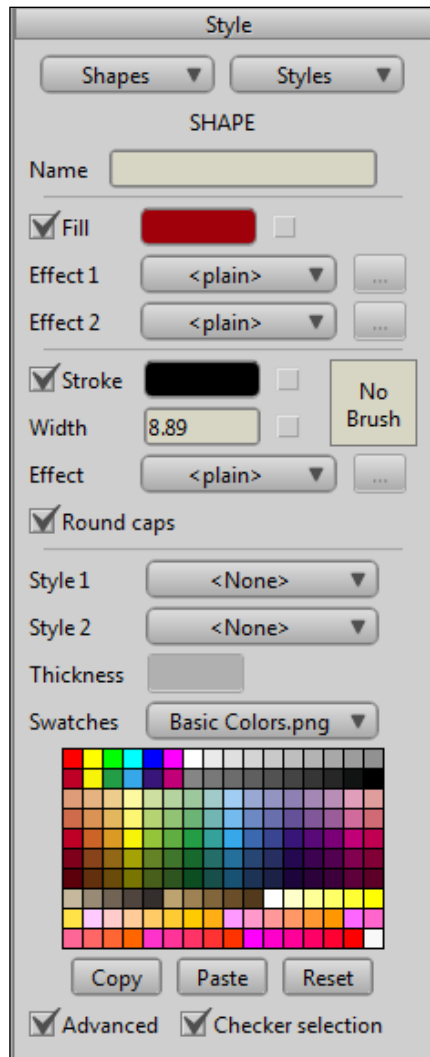 Style
Shapes Styles
SHAPE
Name
Fill
Effect 1 <plain> ...
Effect 2 <plain> ...
Stroke No
Width 8.89 Brush
Effect <plain> ...
Round caps
Style 1 <None>
Style 2 <None>
Thickness
Swatches Basic Colors.png
Copy Paste Reset
Advanced Checker selection